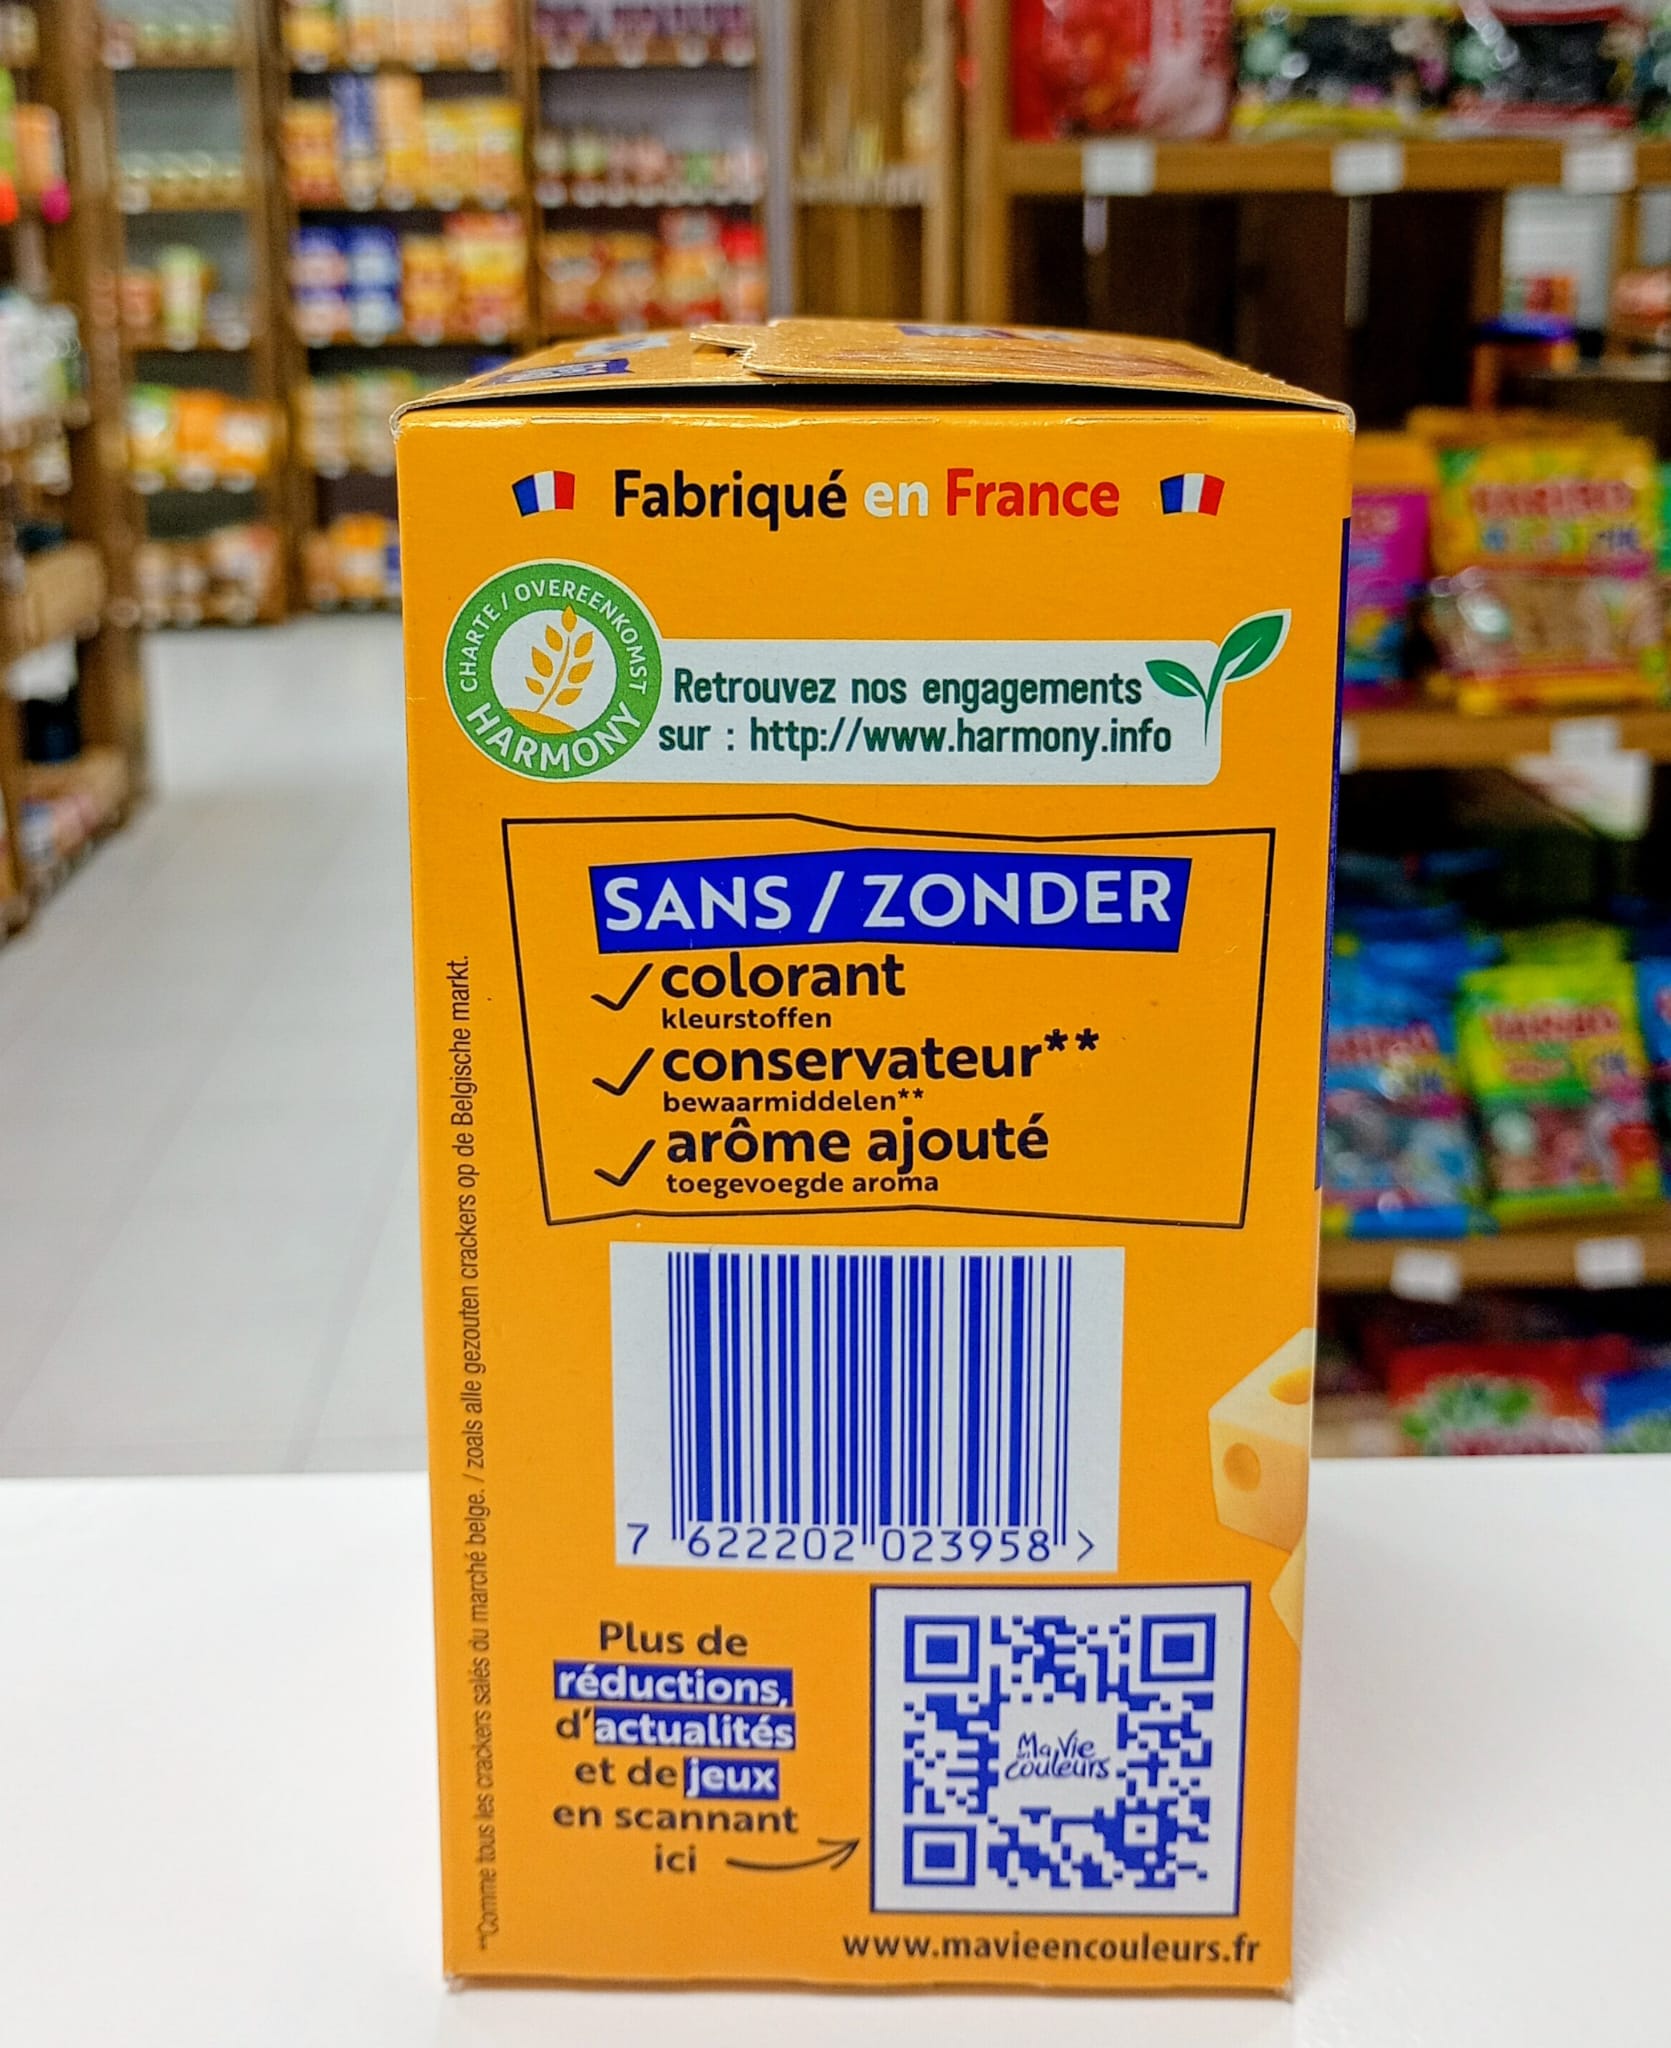 Fabriqué en France
CHARTE / OVEREENKOMST
HARMONY
Retrouvez nos engagements
sur : http://www.harmony.info
SANS / ZONDER
colorant
kleurstoffen
conservateur**
bewaarmiddelen**
arôme ajouté
toegevoegde aroma
**Comme tous les crackers salés du marché belge. / zoals alle gezouten crackers op de Belgische markt.
7 622202 023958 >
Plus de
réductions,
d'actualités
et de jeux
en scannant
ici
Ma Vie
en
couleurs
www.mavieencouleurs.fr
HARIBO
HARIBO